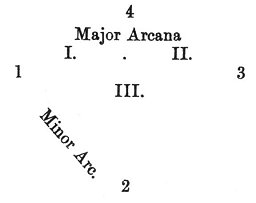 4
Major Arcana
I. . II.
1 3
III.
Minor Arc.
2